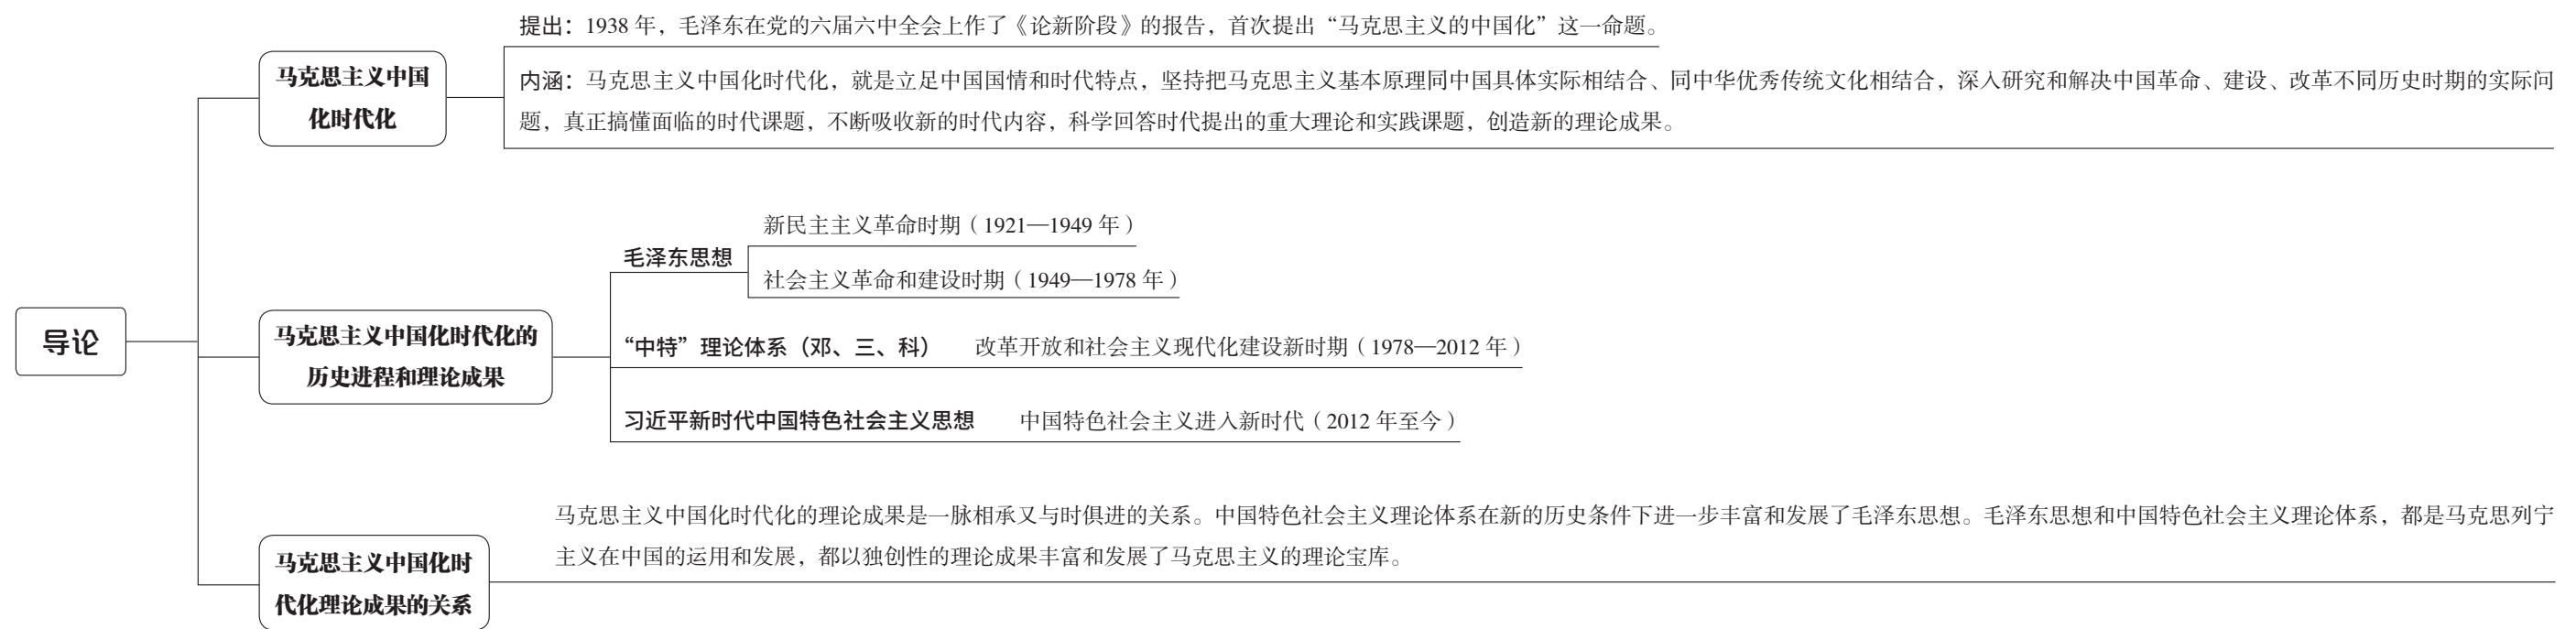 导论
马克思主义中国
化时代化
提出：1938 年，毛泽东在党的六届六中全会上作了《论新阶段》的报告，首次提出“马克思主义的中国化”这一命题。
内涵：马克思主义中国化时代化，就是立足中国国情和时代特点，坚持把马克思主义基本原理同中国具体实际相结合、同中华优秀传统文化相结合，深入研究和解决中国革命、建设、改革不同历史时期的实际问
题，真正搞懂面临的时代课题，不断吸收新的时代内容，科学回答时代提出的重大理论和实践课题，创造新的理论成果。
马克思主义中国化时代化的
历史进程和理论成果
毛泽东思想
新民主主义革命时期（1921—1949 年）
社会主义革命和建设时期（1949—1978 年）
“中特”理论体系（邓、三、科） 改革开放和社会主义现代化建设新时期（1978—2012 年）
习近平新时代中国特色社会主义思想 中国特色社会主义进入新时代（2012 年至今）
马克思主义中国化时
代化理论成果的关系
马克思主义中国化时代化的理论成果是一脉相承又与时俱进的关系。中国特色社会主义理论体系在新的历史条件下进一步丰富和发展了毛泽东思想。毛泽东思想和中国特色社会主义理论体系，都是马克思列宁
主义在中国的运用和发展，都以独创性的理论成果丰富和发展了马克思主义的理论宝库。